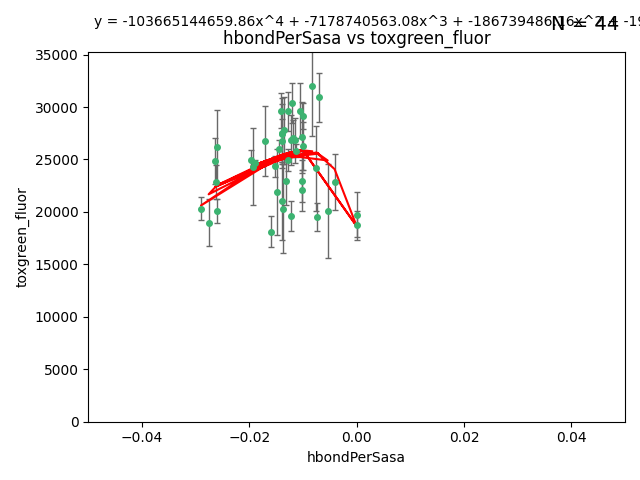 y = -103665144659.86x^4 + -7178740563.08x^3 + -186739486.16x^2 + -19
N = 44
hbondPerSasa vs toxgreen_fluor
35000
30000
25000
20000
15000
10000
5000
0
toxgreen_fluor
-0.04 -0.02 0.00 0.02 0.04
hbondPerSasa